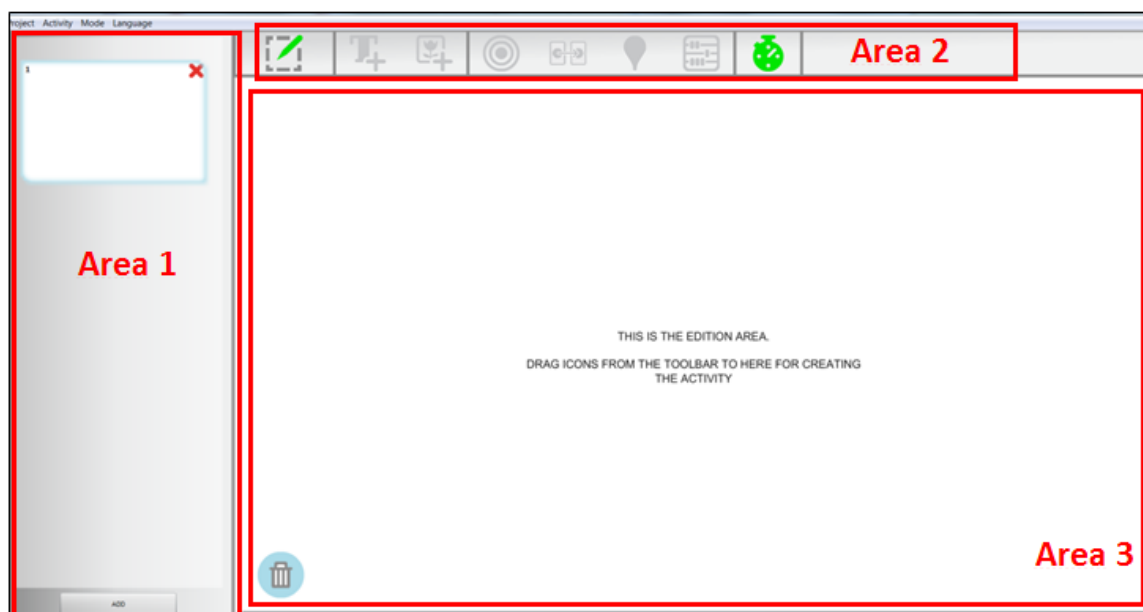 roject Activity Mode Language
Area 2
1
Area 1
THIS IS THE EDITION AREA.
DRAG ICONS FROM THE TOOLBAR TO HERE FOR CREATING
THE ACTIVITY
Area 3
ADD